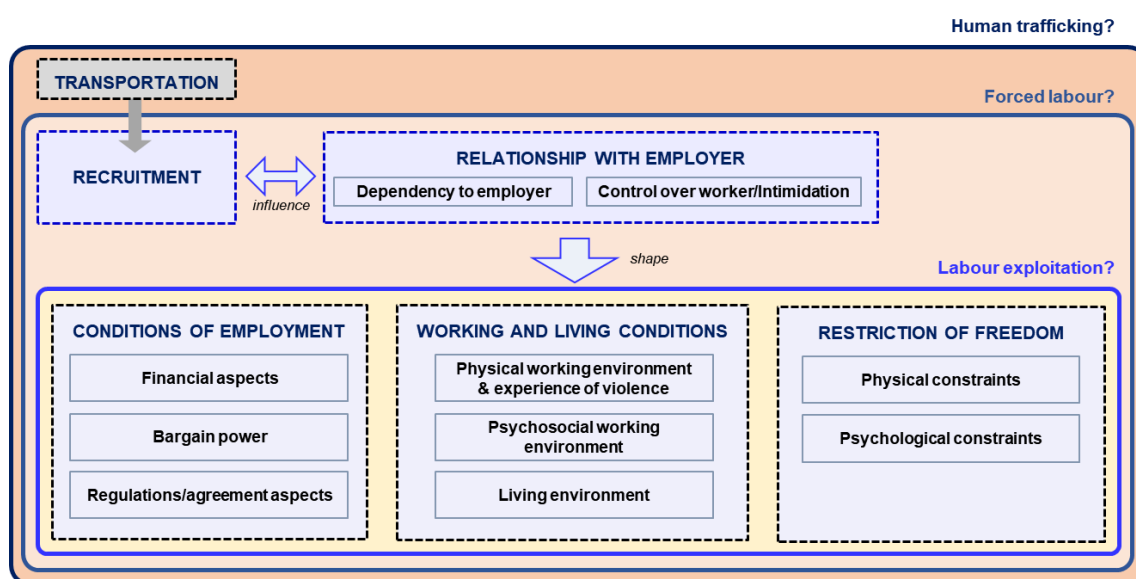 Human trafficking?
TRANSPORTATION
Forced labour?
RECRUITMENT
influence
RELATIONSHIP WITH EMPLOYER
Dependency to employer
Control over worker/Intimidation
shape
Labour exploitation?
CONDITIONS OF EMPLOYMENT
Financial aspects
Bargain power
Regulations/agreement aspects
WORKING AND LIVING CONDITIONS
Physical working environment
& experience of violence
Psychosocial working
environment
Living environment
RESTRICTION OF FREEDOM
Physical constraints
Psychological constraints